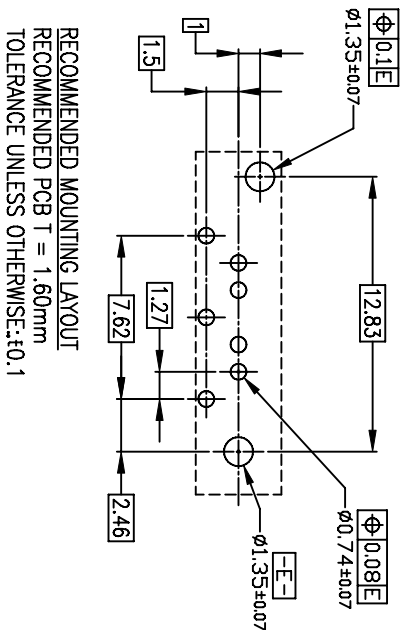 ⌖ 0.1 E
Ø1.35±0.07
12.83
⌖ 0.08 E
Ø0.74±0.07
-E-
Ø1.35±0.07
1
1.5
1.27
7.62
2.46
RECOMMENDED MOUNTING LAYOUT
RECOMMENDED PCB T = 1.60mm
TOLERANCE UNLESS OTHERWISE:±0.1